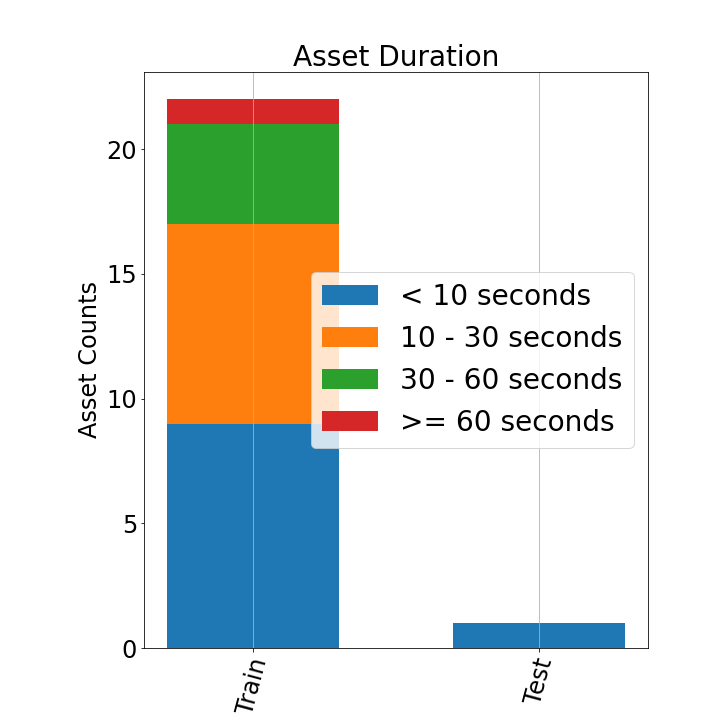 Asset Duration
Asset Counts
20
15
10
5
0
< 10 seconds
10 - 30 seconds
30 - 60 seconds
>= 60 seconds
Train
Test